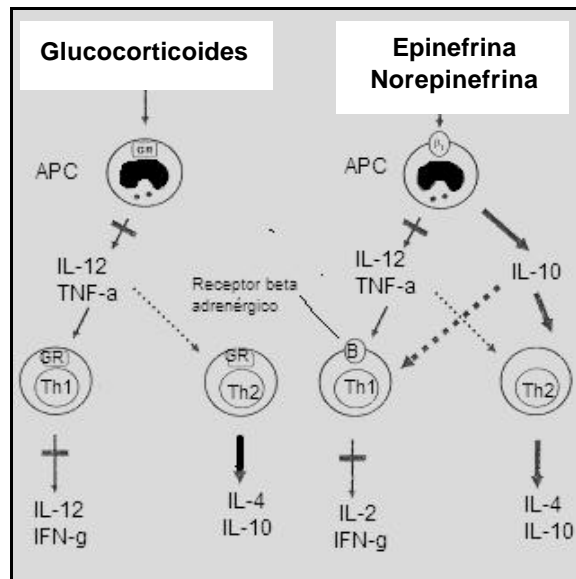 Glucocorticoides
Epinefrina
Norepinefrina
GR
APC
IL-12
TNF-a
GR
Th1
GR
Th2
IL-12
IFN-g
IL-4
IL-10
APC
IL-12
TNF-a
IL-10
Receptor beta
adrenérgico
B
Th1
Th2
IL-2
IFN-g
IL-4
IL-10